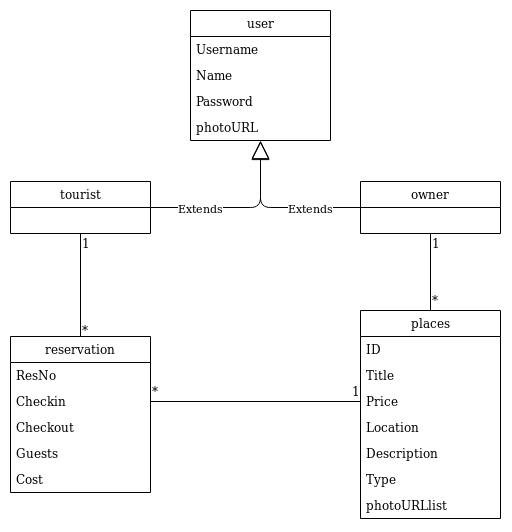 user
Username
Name
Password
photoURL
tourist
owner
Extends
Extends
1
1
*
*
reservation
ResNo
Checkin
Checkout
Guests
Cost
*
1
places
ID
Title
Price
Location
Description
Type
photoURLlist